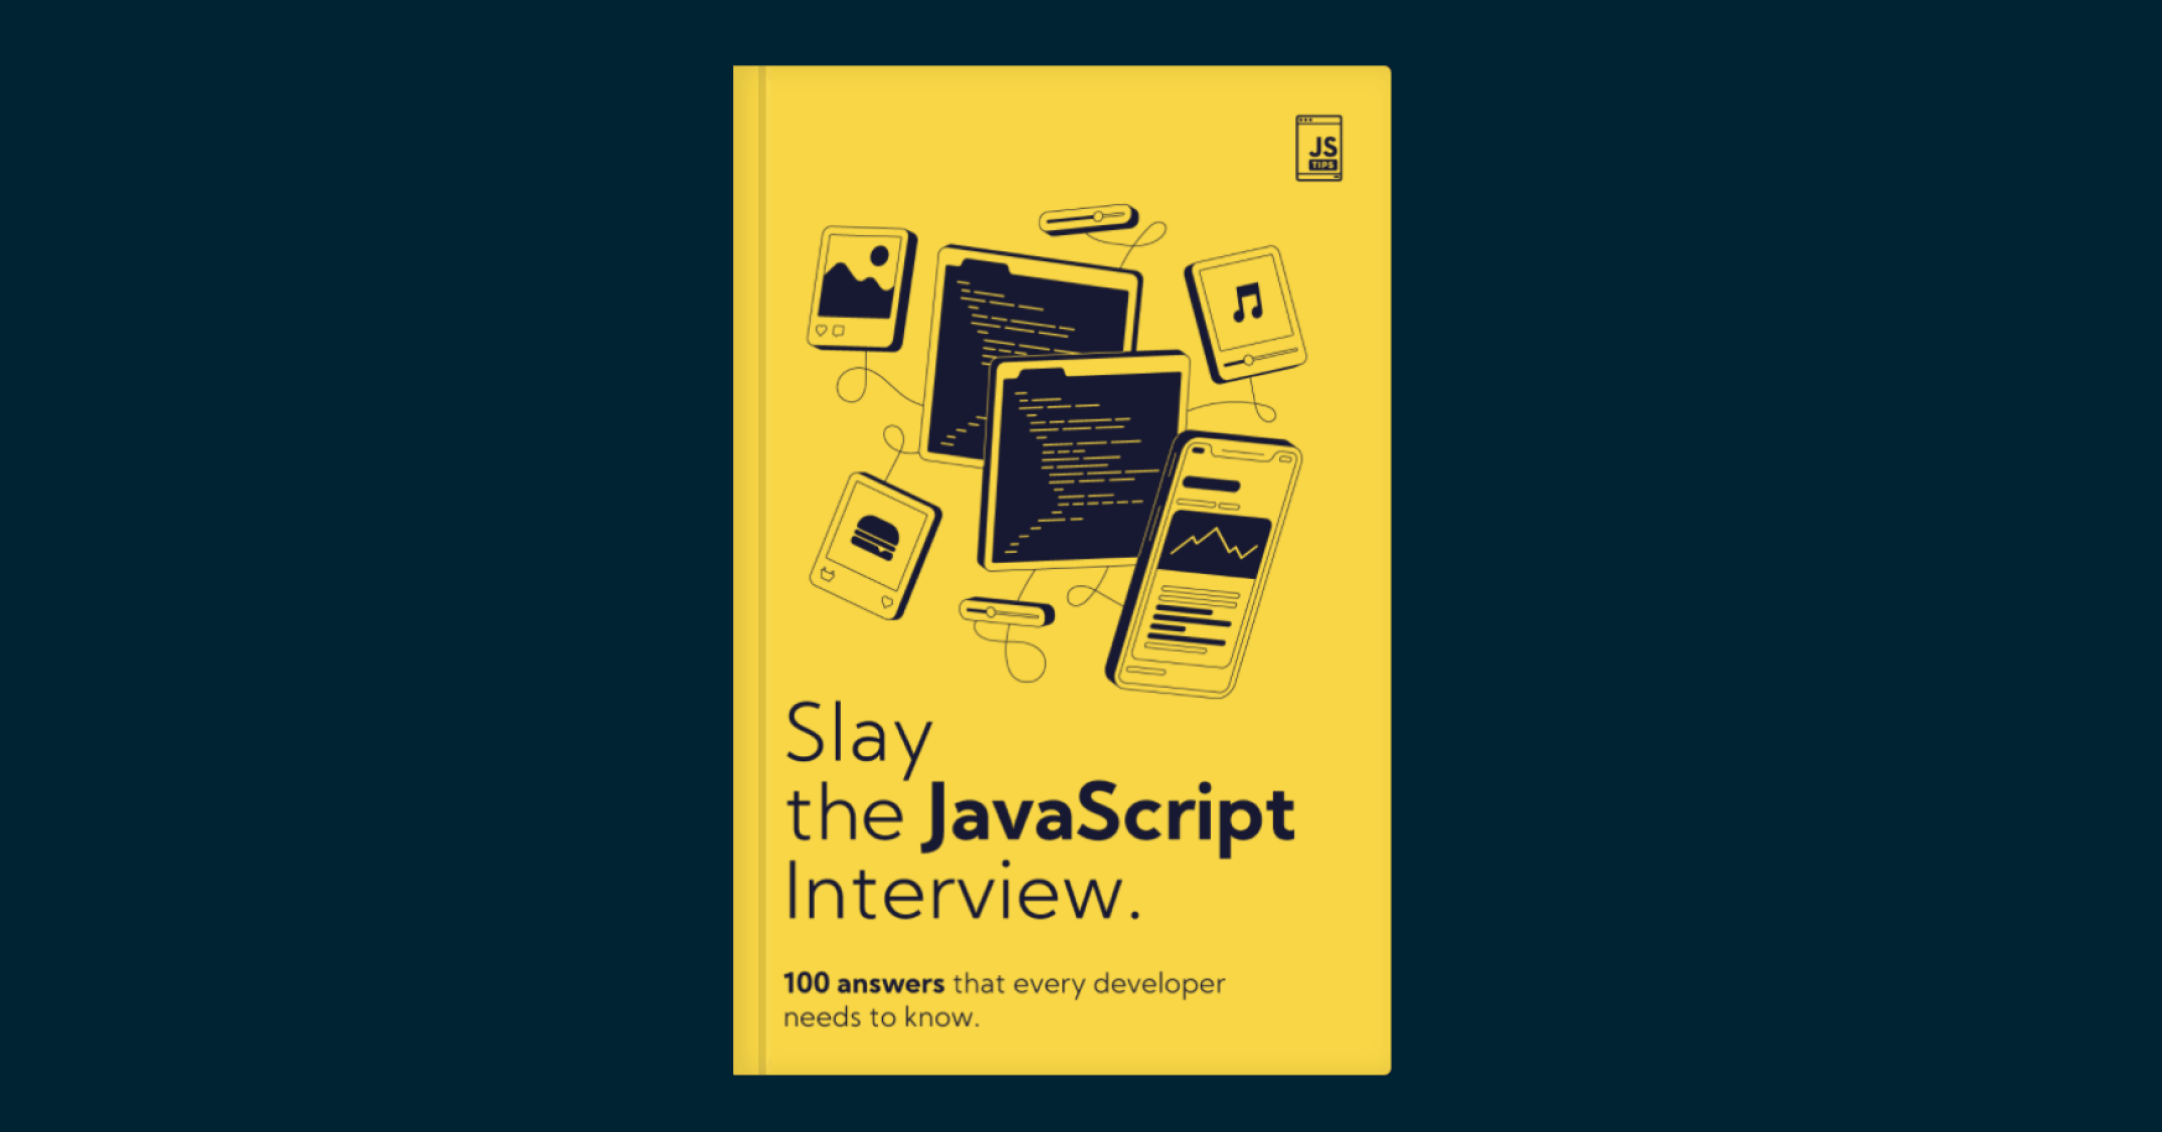 JS
TIPS
Slay
the JavaScript
Interview.
100 answers that every developer
needs to know.